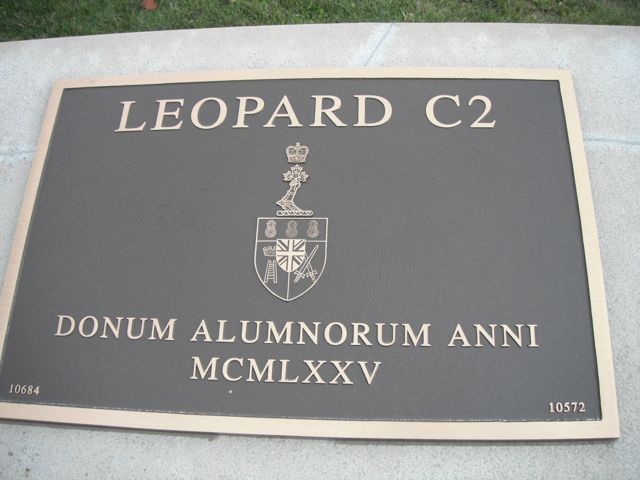 LEOPARD C2
DONUM ALUMNORUM ANNI
MCMLXXV
10684
10572